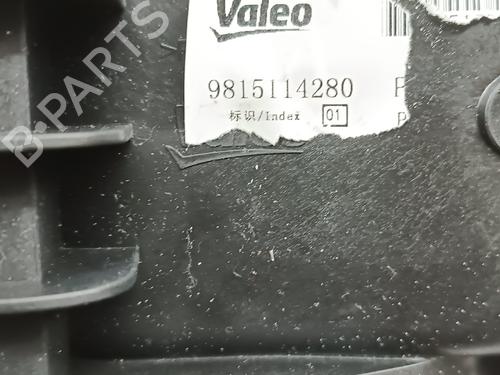 Valeo
9815114280
标识/Index 01
B-PARTS